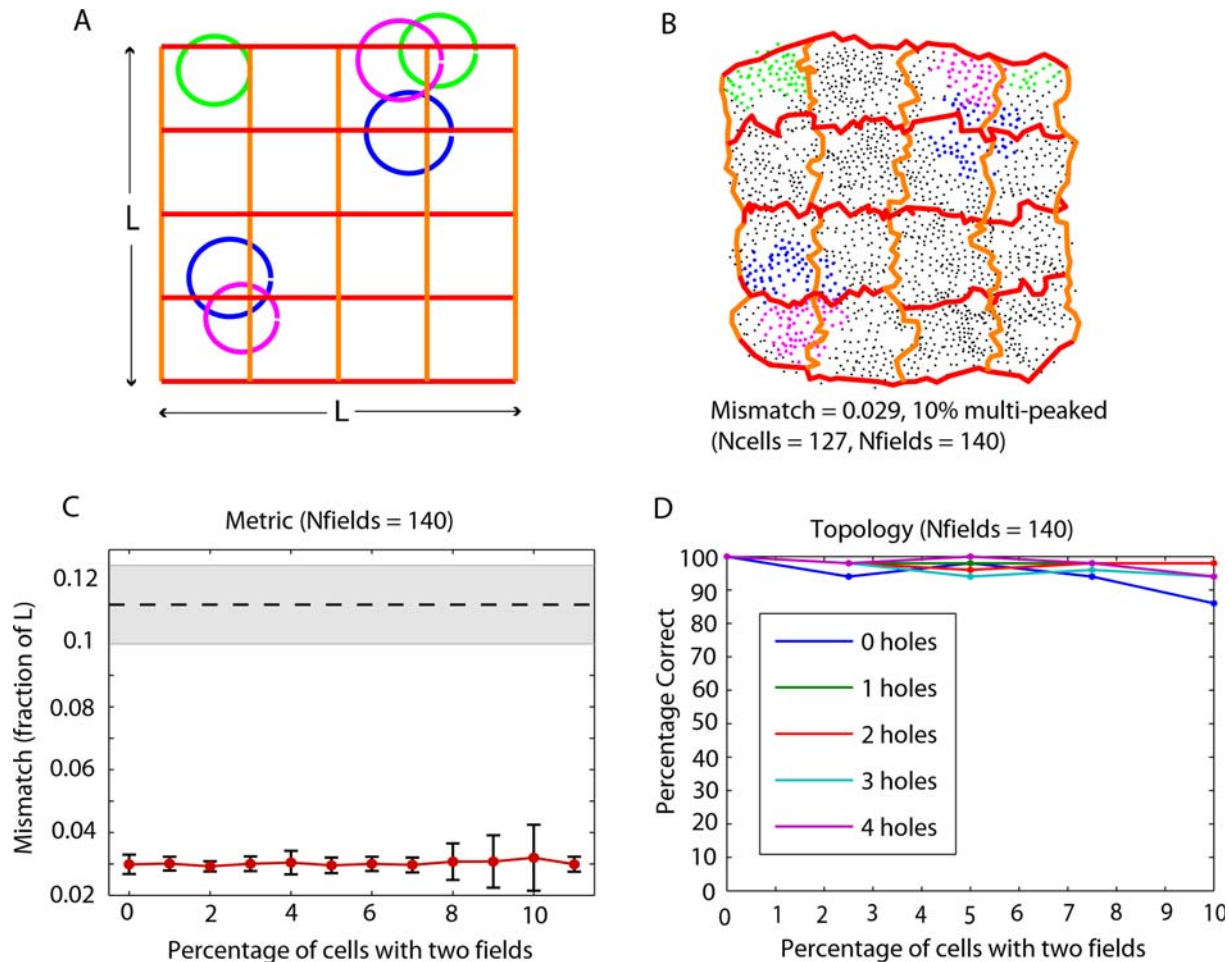 A
L
L
B
Mismatch = 0.029, 10% multi-peaked
(Ncells = 127, Nfields = 140)
C
Metric (Nfields = 140)
Mismatch (fraction of L)
0.12
0.1
0.08
0.06
0.04
0.02
0 2 4 6 8 10
Percentage of cells with two fields
D
Topology (Nfields = 140)
Percentage Correct
100
90
80
70
60
50
40
30
20
10
0
0 holes
1 holes
2 holes
3 holes
4 holes
0 1 2 3 4 5 6 7 8 9 10
Percentage of cells with two fields